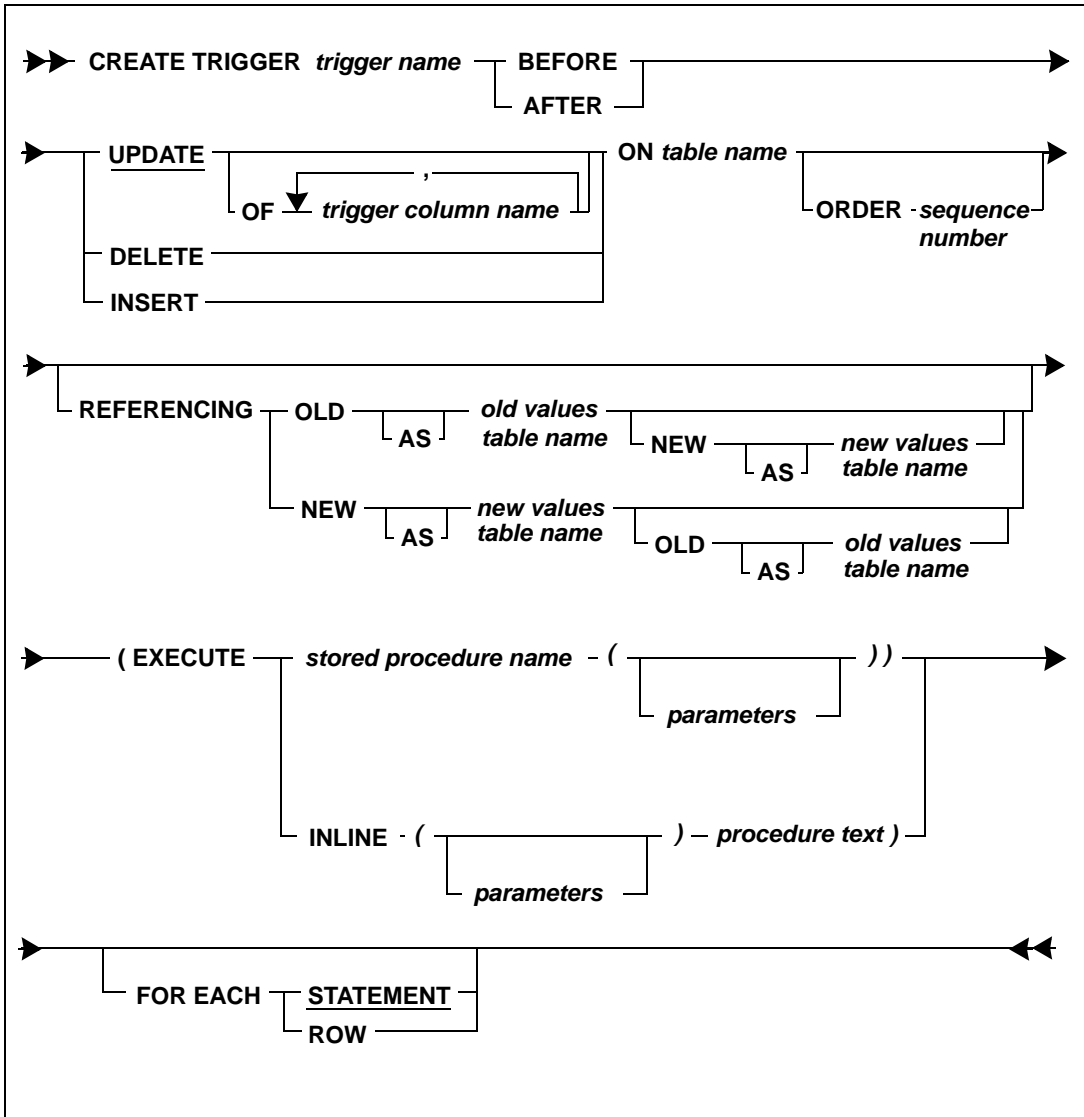 CREATE TRIGGER trigger name BEFORE
AFTER
UPDATE ON table name
,
OF trigger column name
ORDER sequence
number
DELETE
INSERT
REFERENCING OLD AS old values
table name
NEW AS new values
table name
NEW AS new values
table name
OLD AS old values
table name
( EXECUTE stored procedure name ( ) )
parameters
INLINE ( ) procedure text )
parameters
FOR EACH STATEMENT
ROW